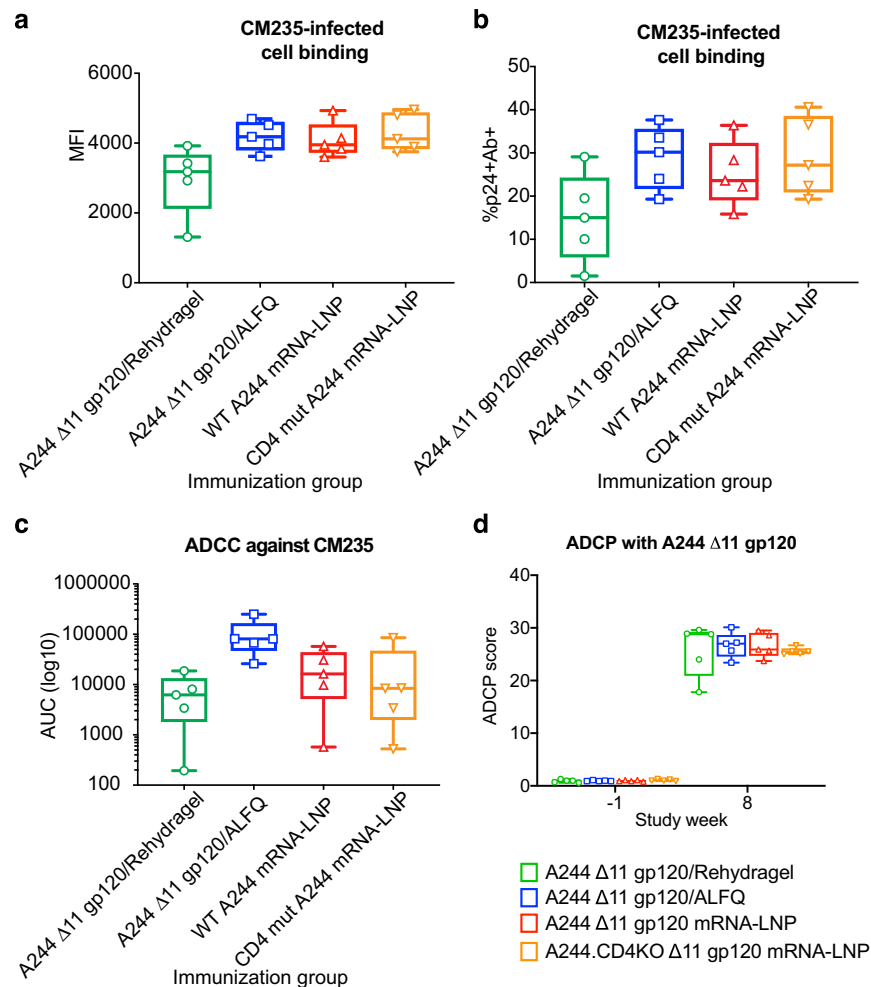 a
CM235-infected
cell binding
6000
4000
2000
0
MFI
A244 Δ11 gp120/Rehydragel
A244 Δ11 gp120/ALFQ
WT A244 mRNA-LNP
CD4 mut A244 mRNA-LNP
Immunization group
b
CM235-infected
cell binding
50
40
30
20
10
0
%p24+Ab+
A244 Δ11 gp120/Rehydragel
A244 Δ11 gp120/ALFQ
WT A244 mRNA-LNP
CD4 mut A244 mRNA-LNP
Immunization group
c
ADCC against CM235
1000000
100000
10000
1000
100
AUC (log10)
A244 Δ11 gp120/Rehydragel
A244 Δ11 gp120/ALFQ
WT A244 mRNA-LNP
CD4 mut A244 mRNA-LNP
Immunization group
d
ADCP with A244 Δ11 gp120
40
30
20
10
0
ADCP score
-1
8
Study week
A244 Δ11 gp120/Rehydragel
A244 Δ11 gp120/ALFQ
A244 Δ11 gp120 mRNA-LNP
A244.CD4KO Δ11 gp120 mRNA-LNP